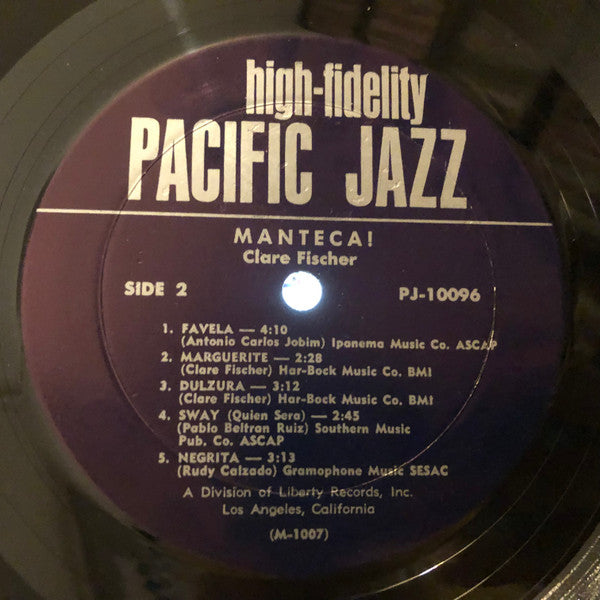 high-fidelity
PACIFIC JAZZ
MANTECA!
Clare Fischer
SIDE 2 PJ-10096
1. FAVELA — 4:10
(Antonio Carlos Jobim) Ipanema Music Co. ASCAP
2. MARGUERITE — 2:28
(Clare Fischer) Har-Bock Music Co. BMI
3. DULZURA — 3:12
(Clare Fischer) Har-Bock Music Co. BMI
4. SWAY (Quien Sera) — 2:45
(Pablo Beltran Ruiz) Southern Music
Pub. Co. ASCAP
5. NEGRITA — 3:13
(Rudy Calzado) Gramophone Music SESAC
A Division of Liberty Records, Inc.
Los Angeles, California
(M-1007)